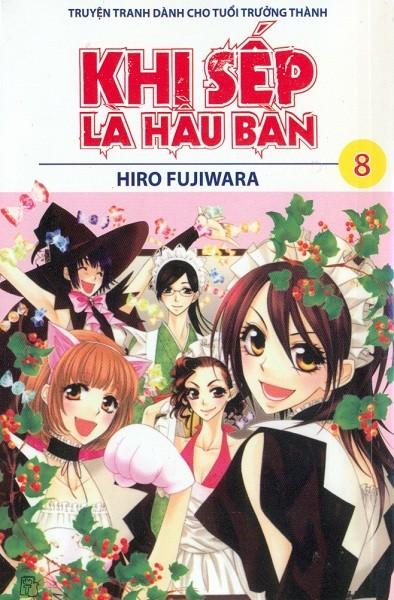 TRUYỆN TRANH DÀNH CHO TUỔI TRƯỞNG THÀNH
KHI SẾP
LÀ HẦU BÀN
HIRO FUJIWARA
8